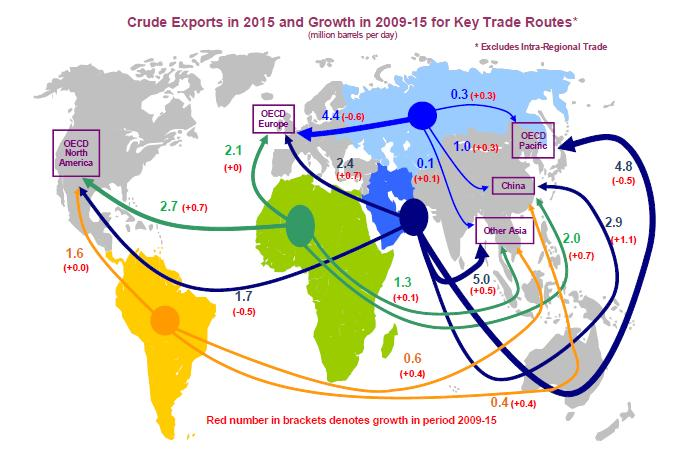 Crude Exports in 2015 and Growth in 2009-15 for Key Trade Routes*
(million barrels per day)
* Excludes Intra-Regional Trade
0.3 (+0.3)
OECD
Europe
4.4 (-0.6)
OECD
North
America
OECD
Pacific
2.1
(+0)
2.4
(+0.7)
0.1
(+0.1)
1.0 (+0.3)
4.8
(-0.5)
China
2.7 (+0.7)
Other Asia
2.9
(+1.1)
2.0
(+0.7)
1.6
(+0.0)
1.7
(-0.5)
1.3
(+0.1)
5.0
(+0.5)
0.6
(+0.4)
0.4 (+0.4)
Red number in brackets denotes growth in period 2009-15